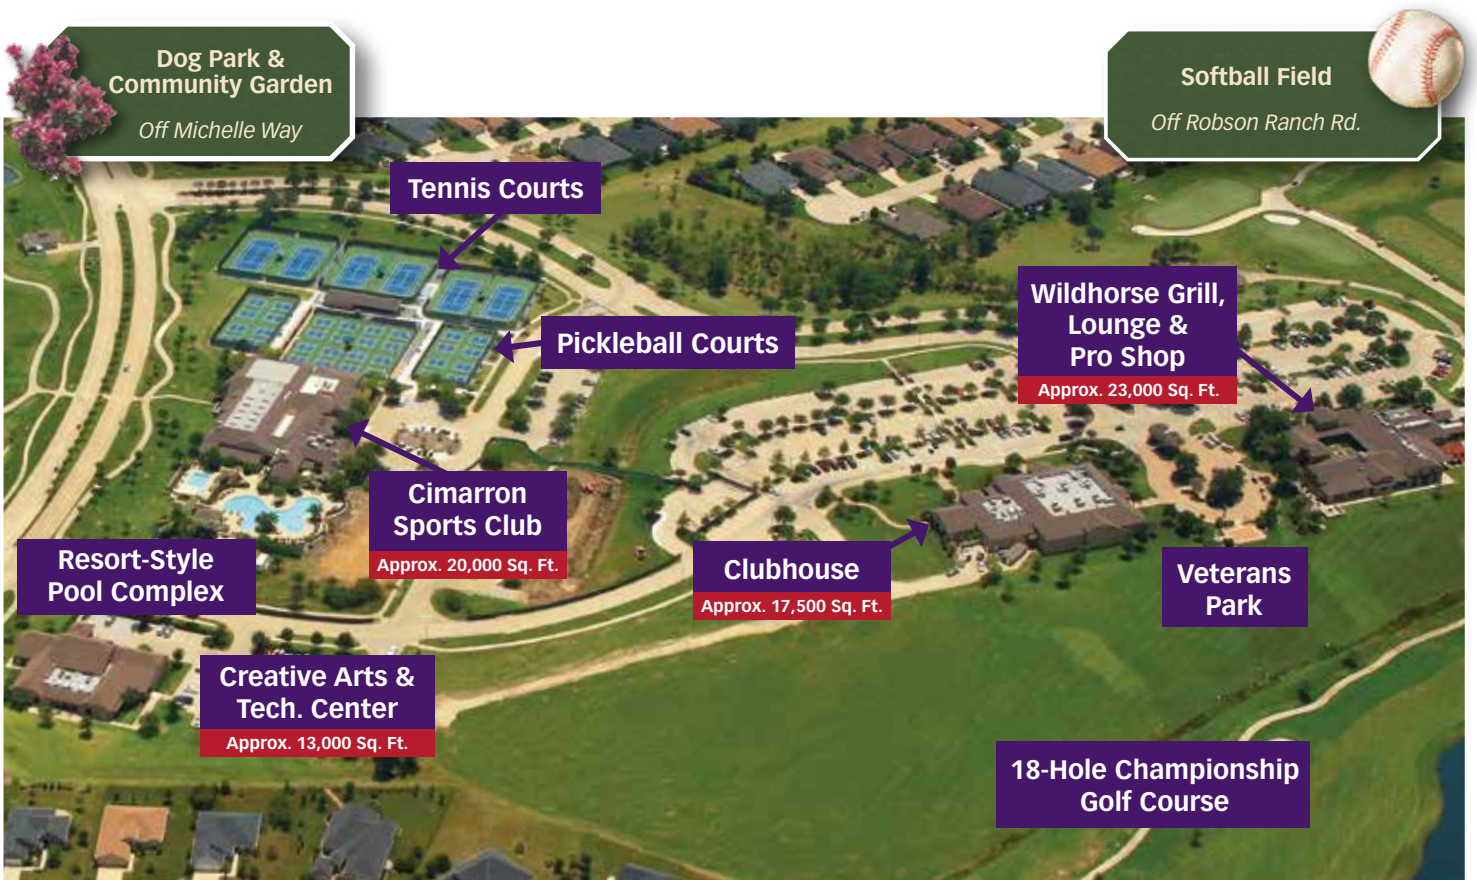 Dog Park &
Community Garden
Off Michelle Way
Softball Field
Off Robson Ranch Rd.
Tennis Courts
Pickleball Courts
Wildhorse Grill,
Lounge &
Pro Shop
Approx. 23,000 Sq. Ft.
Cimarron
Sports Club
Approx. 20,000 Sq. Ft.
Resort-Style
Pool Complex
Clubhouse
Approx. 17,500 Sq. Ft.
Veterans
Park
Creative Arts &
Tech. Center
Approx. 13,000 Sq. Ft.
18-Hole Championship
Golf Course